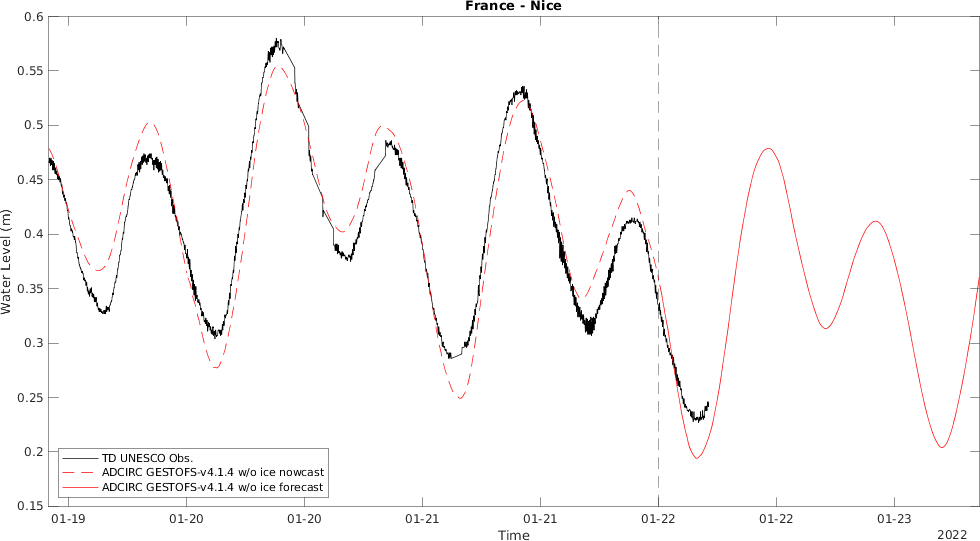 France - Nice
0.6
0.55
0.5
0.45
0.4
0.35
0.3
0.25
0.2
0.15
Water Level (m)
TD UNESCO Obs.
ADCIRC GESTOFS-v4.1.4 w/o ice nowcast
ADCIRC GESTOFS-v4.1.4 w/o ice forecast
01-19 01-20 01-20 01-21 01-21 01-22 01-22 01-23
Time
2022